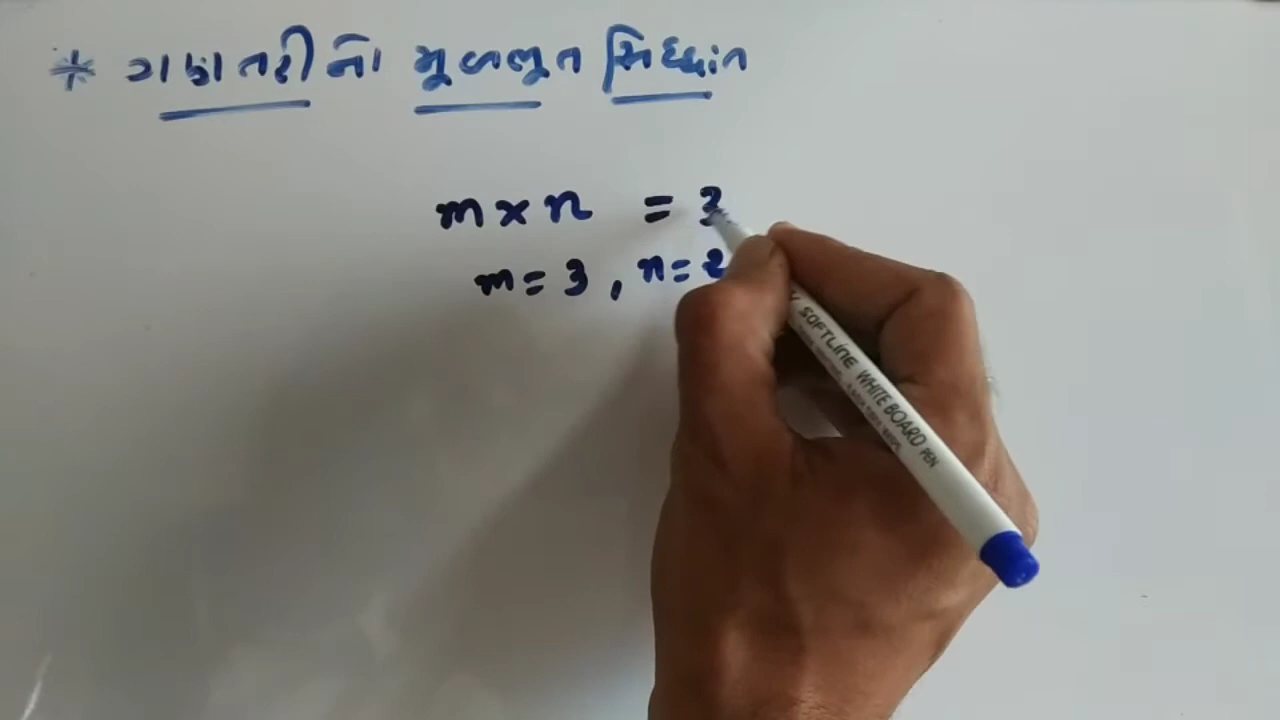 * ગણતરીનો મુળભુત સિધ્ધાંત
m × n = 3
m = 3 , n = 2
SOFTLINE WHITE BOARD PEN